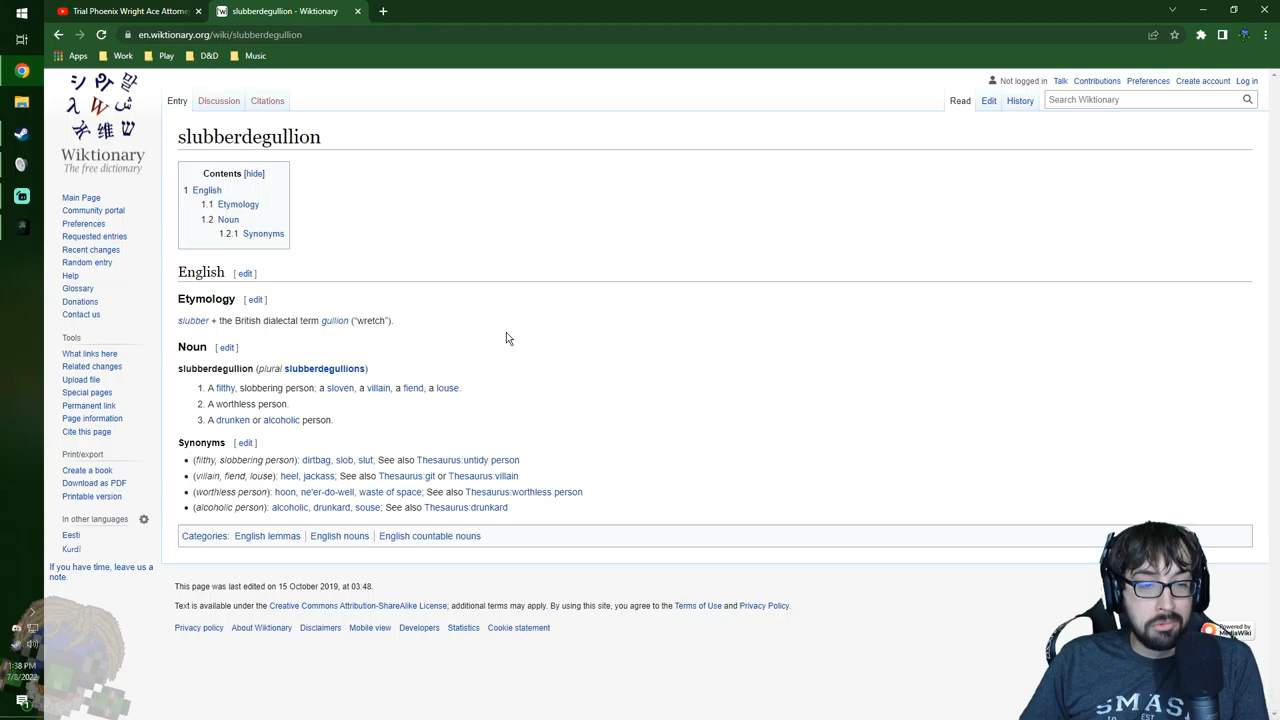 Trial Phoenix Wright Ace Attorne
slubberdegullion - Wiktionary
en.wiktionary.org/wiki/slubberdegullion
Apps Work Play D&D Music
Not logged in Talk Contributions Preferences Create account Log in
Entry Discussion Citations
Read Edit History Search Wiktionary
Wiktionary
The free dictionary
Main Page
Community portal
Preferences
Requested entries
Recent changes
Random entry
Help
Glossary
Donations
Contact us
Tools
What links here
Related changes
Upload file
Special pages
Permanent link
Page information
Cite this page
Print/export
Create a book
Download as PDF
Printable version
In other languages
Eesti
Kurdî
If you have time, leave us a
note.
slubberdegullion
Contents [hide]
1 English
1.1 Etymology
1.2 Noun
1.2.1 Synonyms
English [ edit ]
Etymology [ edit ]
slubber + the British dialectal term gullion (“wretch”).
Noun [ edit ]
slubberdegullion (plural slubberdegullions)
1. A filthy, slobbering person; a sloven, a villain, a fiend, a louse.
2. A worthless person.
3. A drunken or alcoholic person.
Synonyms [ edit ]
• (filthy, slobbering person): dirtbag, slob, slut; See also Thesaurus:untidy person
• (villain, fiend, louse): heel, jackass; See also Thesaurus:git or Thesaurus:villain
• (worthless person): hoon, ne'er-do-well, waste of space; See also Thesaurus:worthless person
• (alcoholic person): alcoholic, drunkard, souse; See also Thesaurus:drunkard
Categories: English lemmas | English nouns | English countable nouns
This page was last edited on 15 October 2019, at 03:48.
Text is available under the Creative Commons Attribution-ShareAlike License; additional terms may apply. By using this site, you agree to the Terms of Use and Privacy Policy.
Privacy policy About Wiktionary Disclaimers Mobile view Developers Statistics Cookie statement
Powered by
MediaWiki
1:38 PM
7/8/2022
SMAS